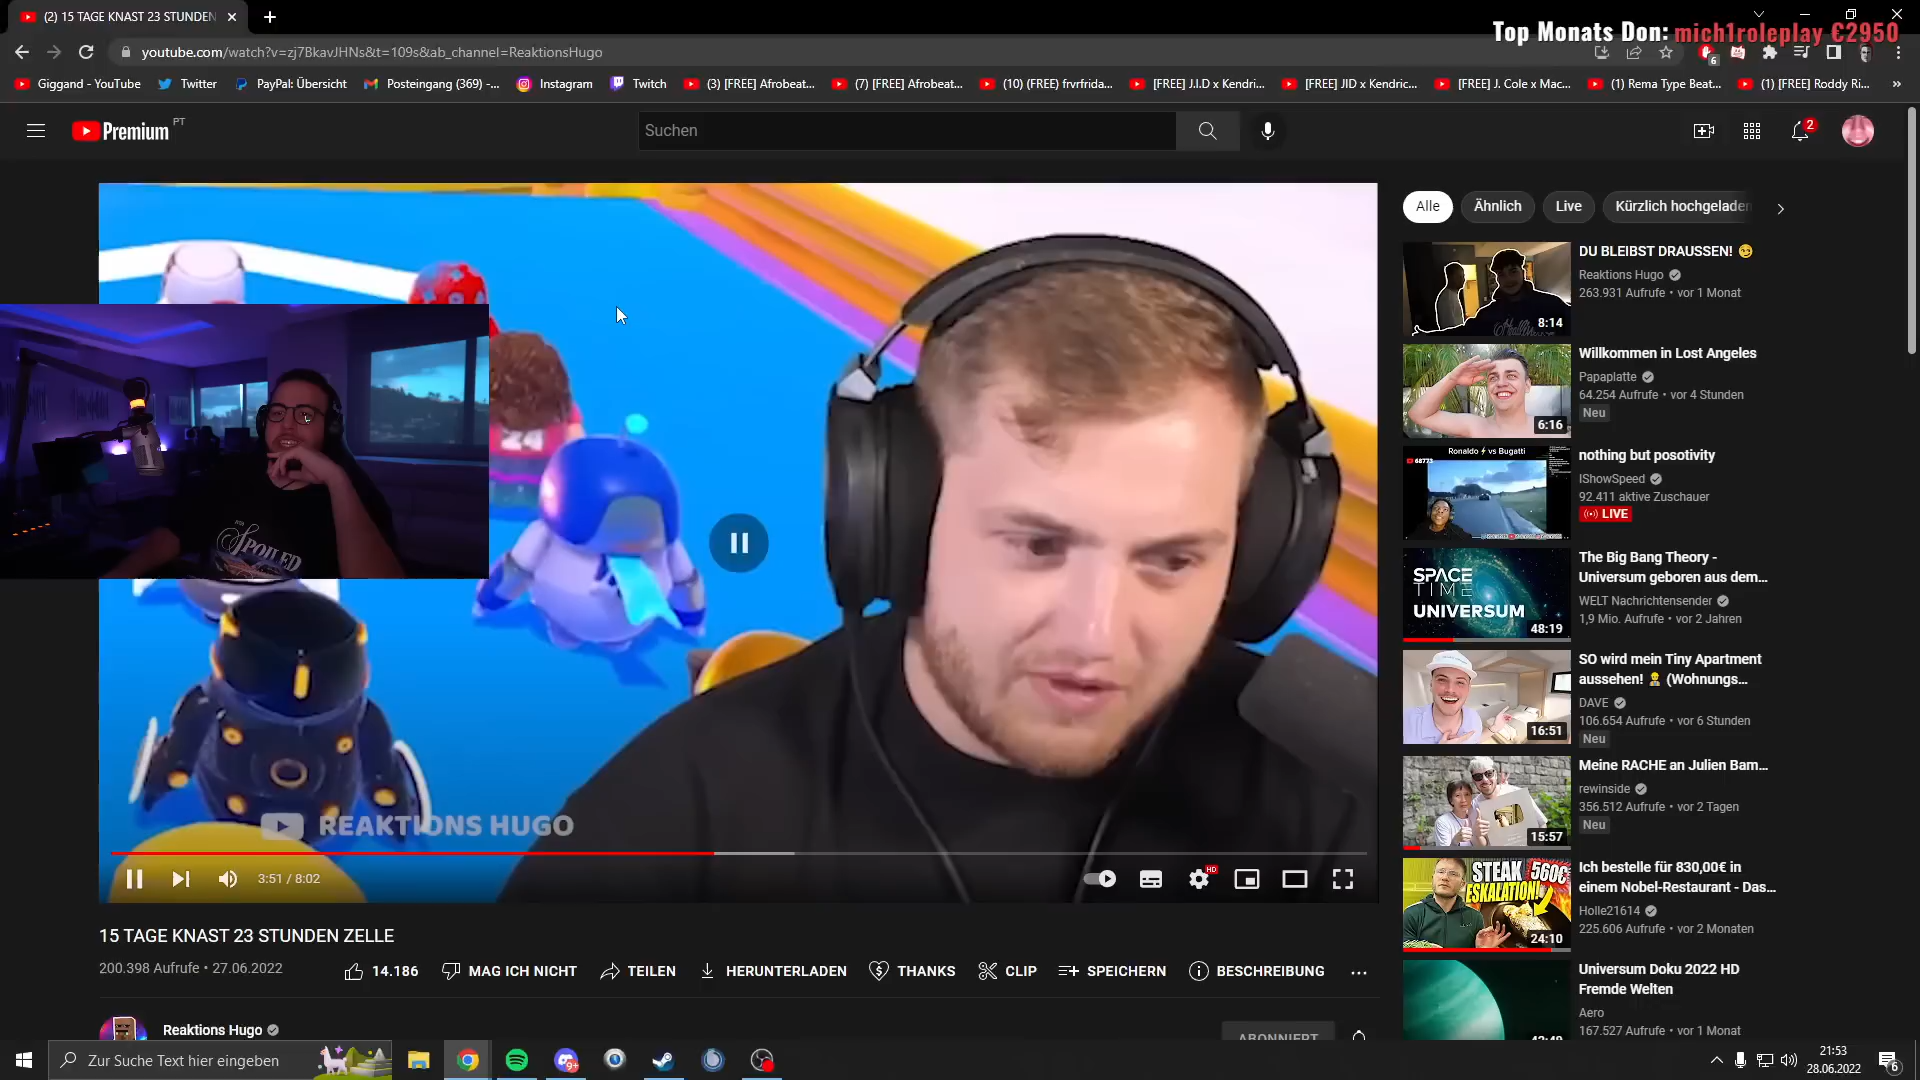 (2) 15 TAGE KNAST 23 STUNDEN
Top Monats Don: mich1roleplay €2950
youtube.com/watch?v=zj7BkavJHNs&t=109s&ab_channel=ReaktionsHugo
6
Giggand - YouTube
Twitter
PayPal: Übersicht
Posteingang (369) -...
Instagram
Twitch
(3) [FREE] Afrobeat...
(7) [FREE] Afrobeat...
(10) (FREE) frvrfrida...
[FREE] J.I.D x Kendri...
[FREE] JID x Kendric...
[FREE] J. Cole x Mac...
(1) Rema Type Beat...
(1) [FREE] Roddy Ri...
»
Premium PT
Suchen
2
Alle
Ähnlich
Live
Kürzlich hochgeladen
SPOILED
REAKTIONS HUGO
3:51 / 8:02
HD
15 TAGE KNAST 23 STUNDEN ZELLE
200.398 Aufrufe • 27.06.2022
14.186
MAG ICH NICHT
TEILEN
HERUNTERLADEN
THANKS
CLIP
SPEICHERN
BESCHREIBUNG
Reaktions Hugo
ABONNIERT
8:14
DU BLEIBST DRAUSSEN! 😏
Reaktions Hugo
263.931 Aufrufe • vor 1 Monat
6:16
Willkommen in Lost Angeles
Papaplatte
64.254 Aufrufe • vor 4 Stunden
Neu
Ronaldo⚡vs Bugatti
nothing but posotivity
IShowSpeed
92.411 aktive Zuschauer
LIVE
SPACE
TIME
UNIVERSUM
48:19
The Big Bang Theory -
Universum geboren aus dem...
WELT Nachrichtensender
1,9 Mio. Aufrufe • vor 2 Jahren
16:51
SO wird mein Tiny Apartment
aussehen! 👷 (Wohnungs...
DAVE
106.654 Aufrufe • vor 6 Stunden
Neu
15:57
Meine RACHE an Julien Bam...
rewinside
356.512 Aufrufe • vor 2 Tagen
Neu
STEAK 560€
ESKALATION!
24:10
Ich bestelle für 830,00€ in
einem Nobel-Restaurant - Das...
Holle21614
225.606 Aufrufe • vor 2 Monaten
Universum Doku 2022 HD
Fremde Welten
Aero
167.527 Aufrufe • vor 1 Monat
Zur Suche Text hier eingeben
9+
21:53
28.06.2022
6